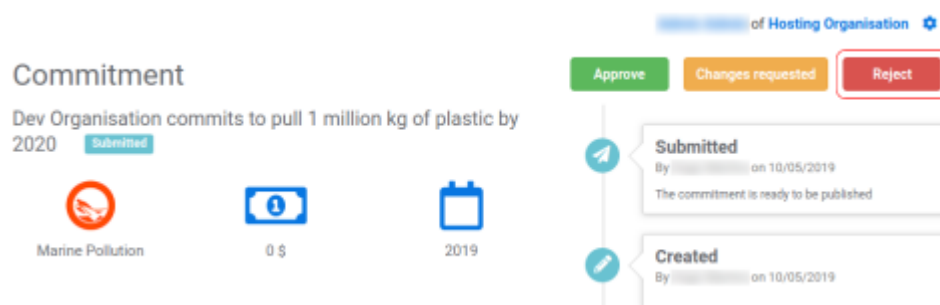 of Hosting Organisation
Commitment
Approve
Changes requested
Reject
Dev Organisation commits to pull 1 million kg of plastic by
2020 Submitted
Marine Pollution
0 $
2019
Submitted
By on 10/05/2019
The commitment is ready to be published
Created
By on 10/05/2019